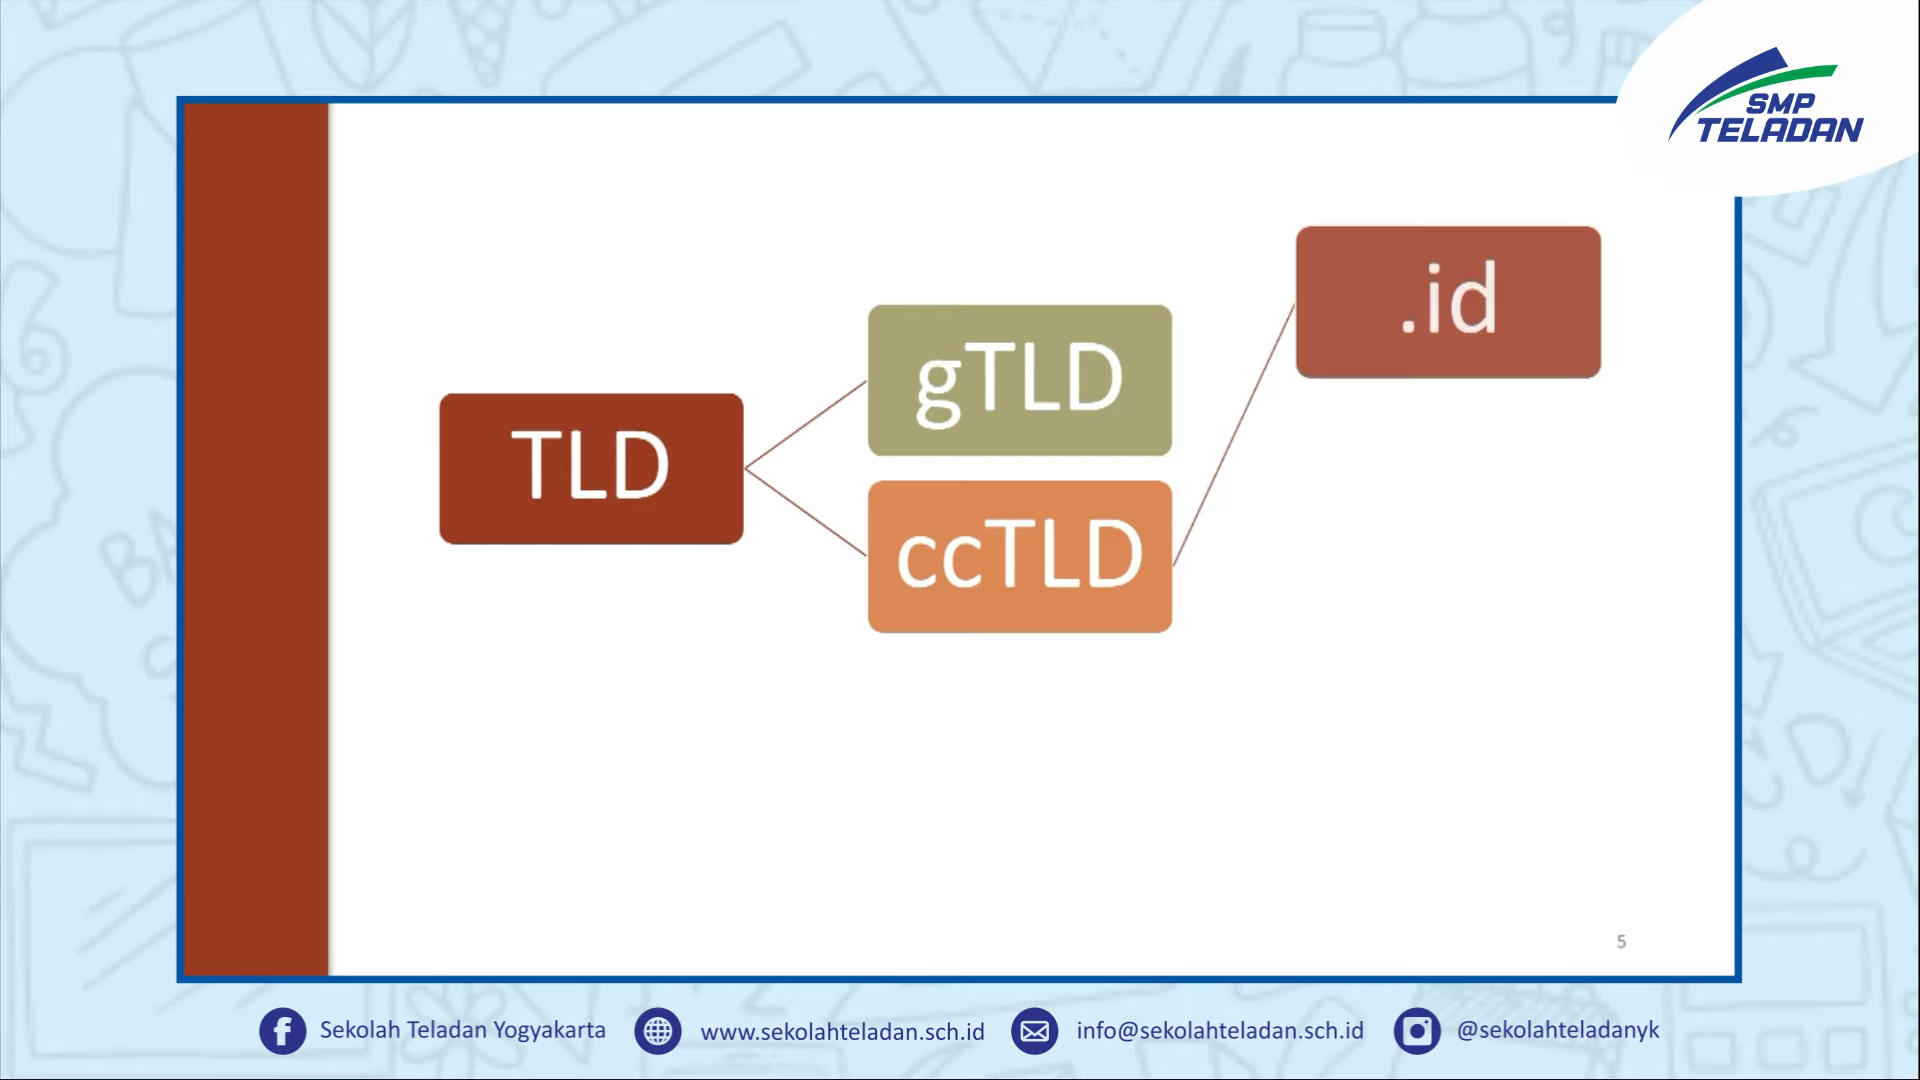 SMP
TELADAN
TLD
gTLD
ccTLD
.id
5
Sekolah Teladan Yogyakarta
www.sekolahteladan.sch.id
info@sekolahteladan.sch.id
@sekolahteladanyk